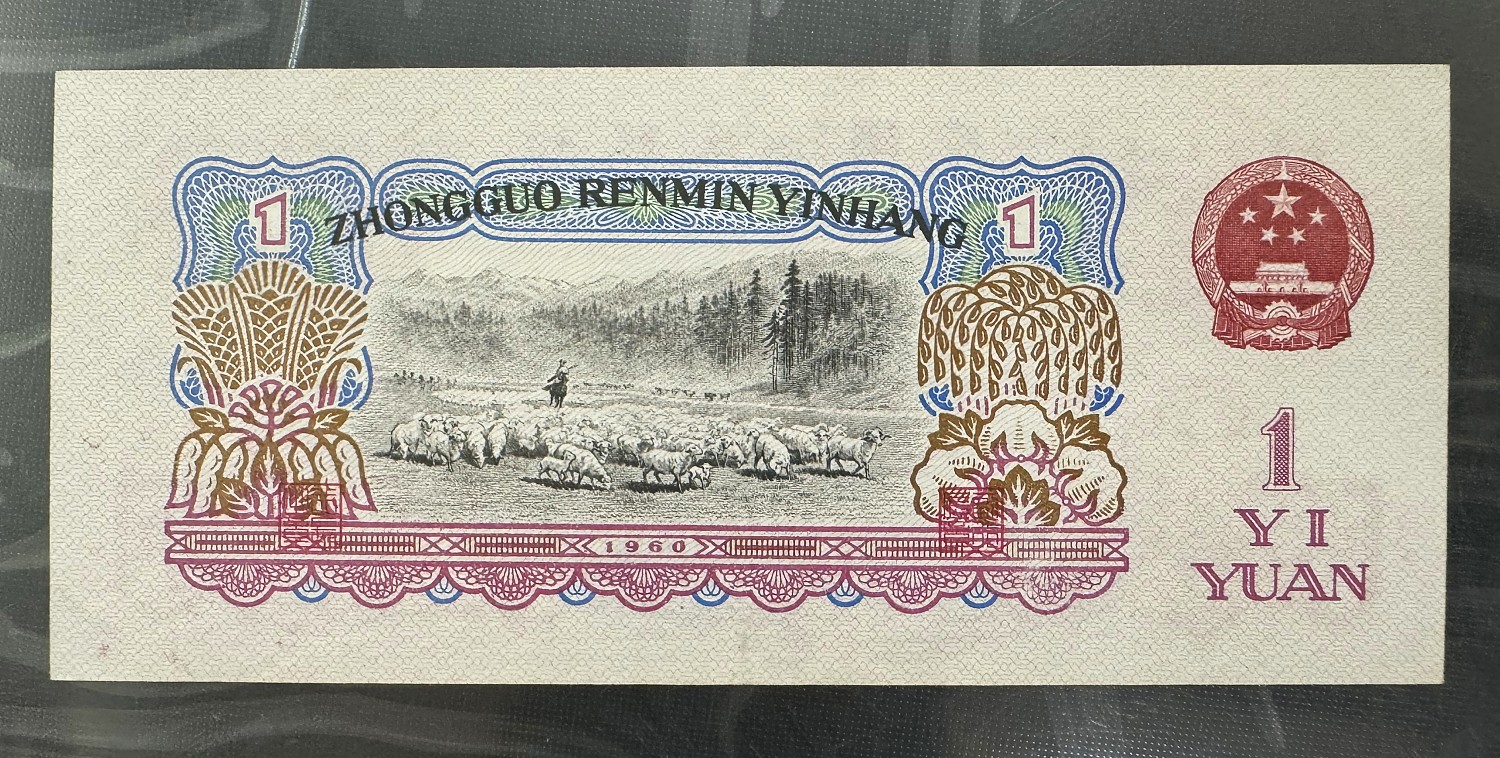 1
1
ZHONGGUO RENMIN YINHANG
1
YI
YUAN
1960